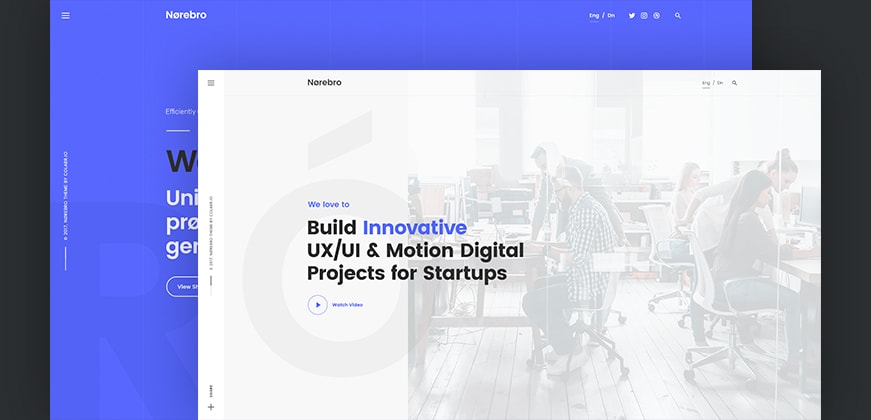 Nørebro
Eng / Dn
Efficiently
© 2017, NØREBRO THEME BY COLABR.IO
We
Uni
prø
gen
View Sh
Nørebro
Eng / Dn
© 2017, NØREBRO THEME BY COLABR.IO
We love to
Build Innovative
UX/UI & Motion Digital
Projects for Startups
Watch Video
SHARE